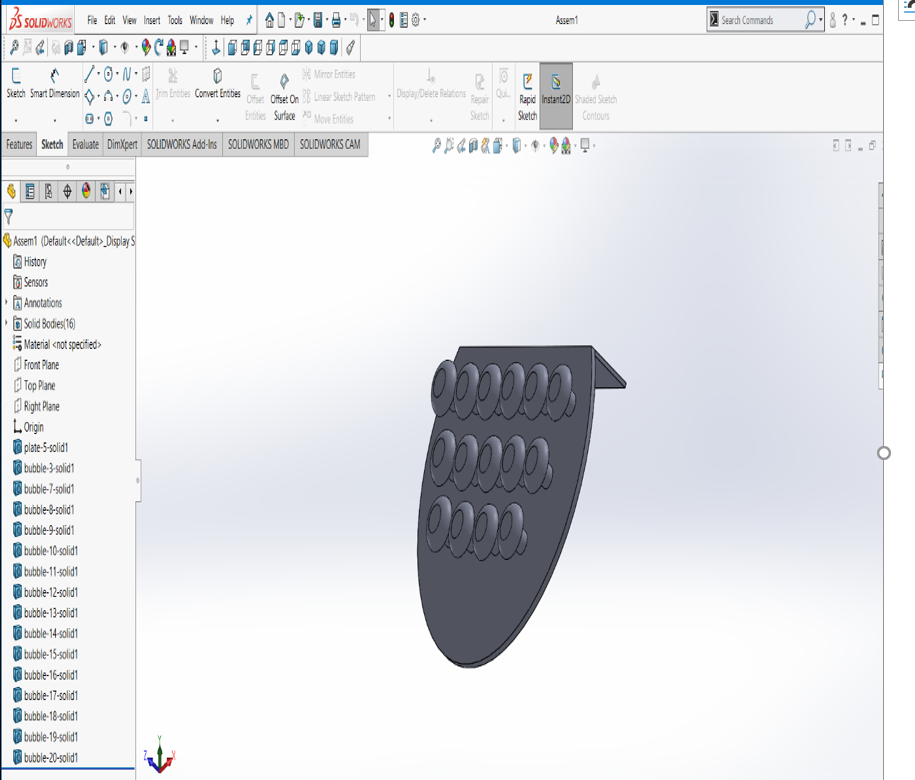 SOLIDWORKS File Edit View Insert Tools Window Help Assem1 Search Commands ?
Sketch Smart Dimension Trim Entities Convert Entities Offset Entities Offset On Surface Mirror Entities Linear Sketch Pattern Move Entities Display/Delete Relations Repair Sketch Qui... Rapid Sketch Instant2D Shaded Sketch Contours
Features Sketch Evaluate DimXpert SOLIDWORKS Add-Ins SOLIDWORKS MBD SOLIDWORKS CAM
Assem1 (Default<<Default>_Display S
History
Sensors
Annotations
Solid Bodies(16)
Material <not specified>
Front Plane
Top Plane
Right Plane
Origin
plate-5-solid1
bubble-3-solid1
bubble-7-solid1
bubble-8-solid1
bubble-9-solid1
bubble-10-solid1
bubble-11-solid1
bubble-12-solid1
bubble-13-solid1
bubble-14-solid1
bubble-15-solid1
bubble-16-solid1
bubble-17-solid1
bubble-18-solid1
bubble-19-solid1
bubble-20-solid1
Y
Z X